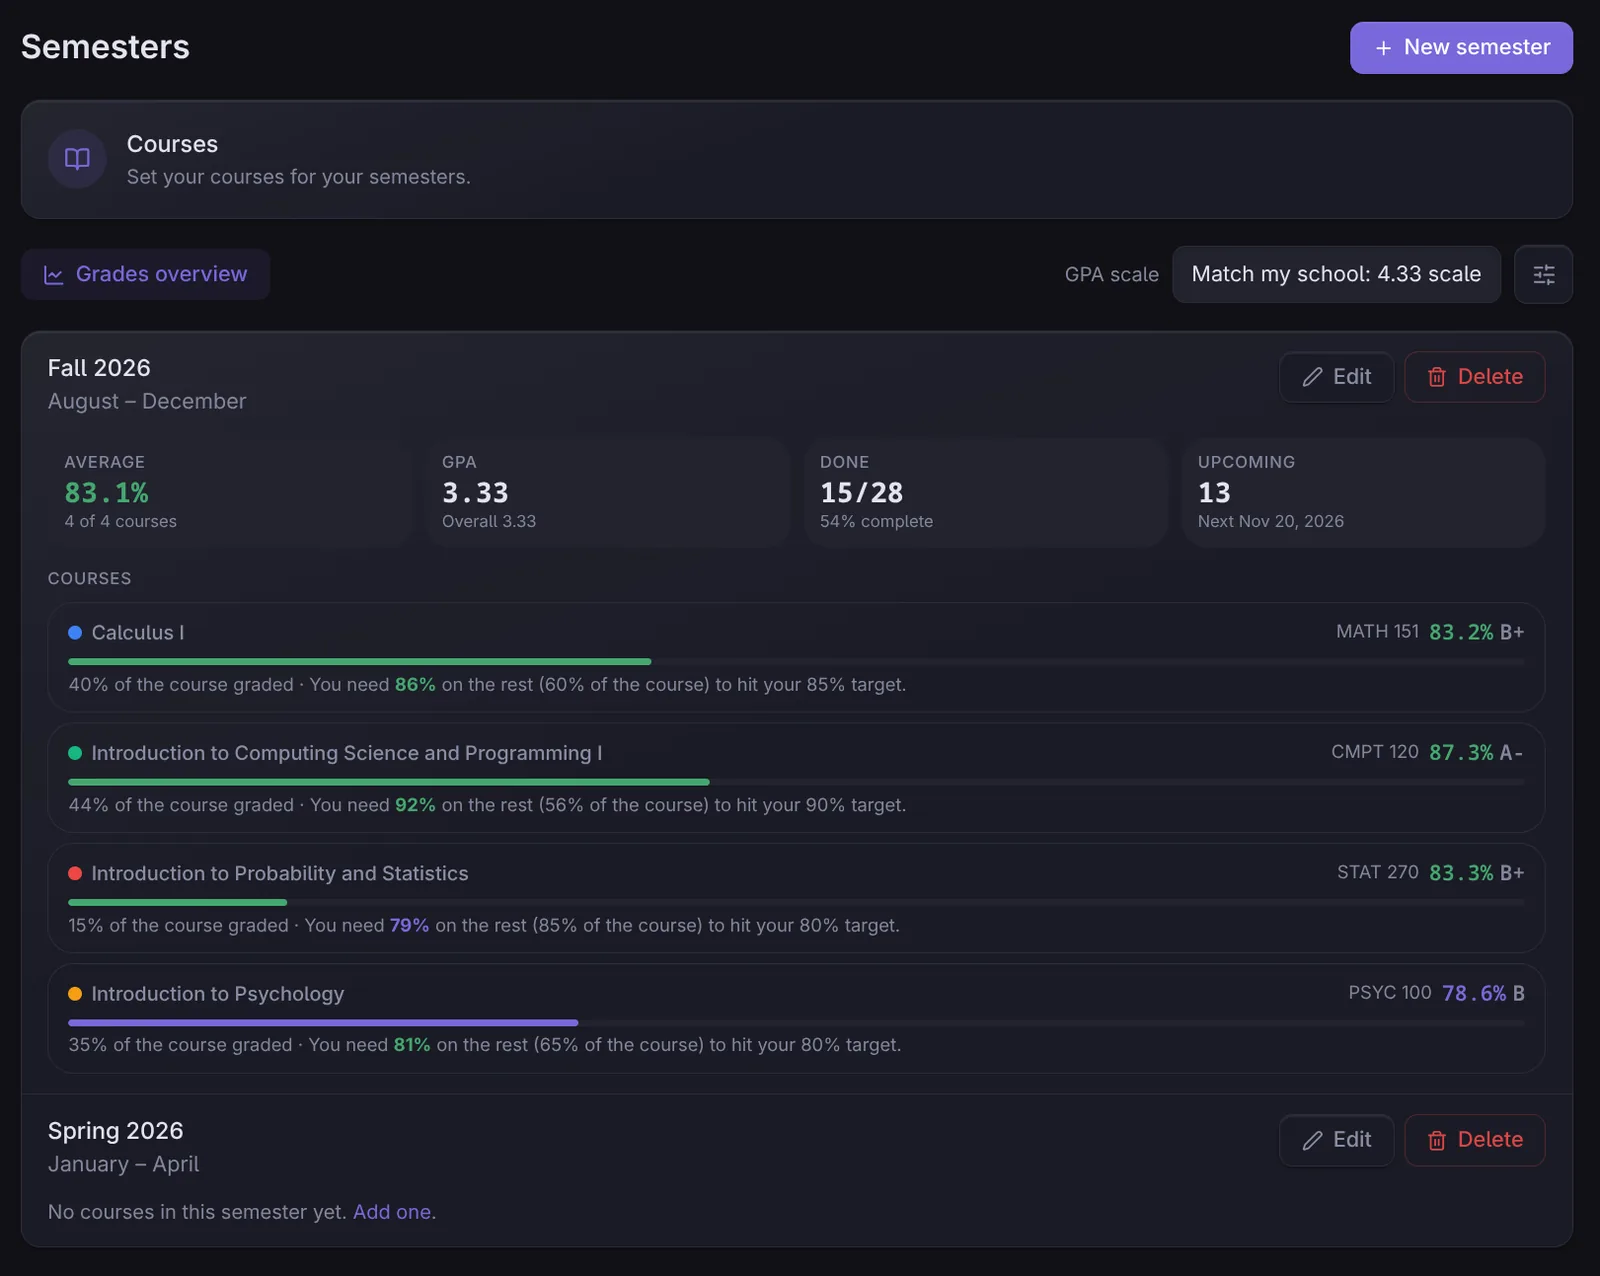 Semesters
+ New semester
Courses
Set your courses for your semesters.
Grades overview
GPA scale
Match my school: 4.33 scale
Fall 2026
August – December
Edit
Delete
AVERAGE
83.1%
4 of 4 courses
GPA
3.33
Overall 3.33
DONE
15/28
54% complete
UPCOMING
13
Next Nov 20, 2026
COURSES
Calculus I
MATH 151 83.2% B+
40% of the course graded · You need 86% on the rest (60% of the course) to hit your 85% target.
Introduction to Computing Science and Programming I
CMPT 120 87.3% A-
44% of the course graded · You need 92% on the rest (56% of the course) to hit your 90% target.
Introduction to Probability and Statistics
STAT 270 83.3% B+
15% of the course graded · You need 79% on the rest (85% of the course) to hit your 80% target.
Introduction to Psychology
PSYC 100 78.6% B
35% of the course graded · You need 81% on the rest (65% of the course) to hit your 80% target.
Spring 2026
January – April
Edit
Delete
No courses in this semester yet. Add one.